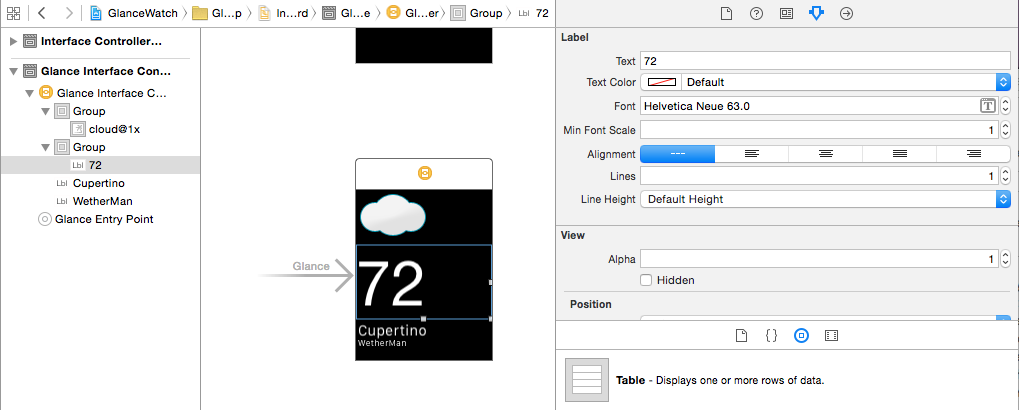 GlanceWatch Gl...p In...rd Gl...e Gl...er Group Lbl 72
Interface Controller...
Glance Interface Con...
Glance Interface C...
Group
cloud@1x
Group
Lbl 72
Lbl Cupertino
Lbl WetherMan
Glance Entry Point
Glance
72
Cupertino
WetherMan
Label
Text 72
Text Color Default
Font Helvetica Neue 63.0 T
Min Font Scale 1
Alignment ---
Lines 1
Line Height Default Height
View
Alpha 1
Hidden
Position
Table - Displays one or more rows of data.